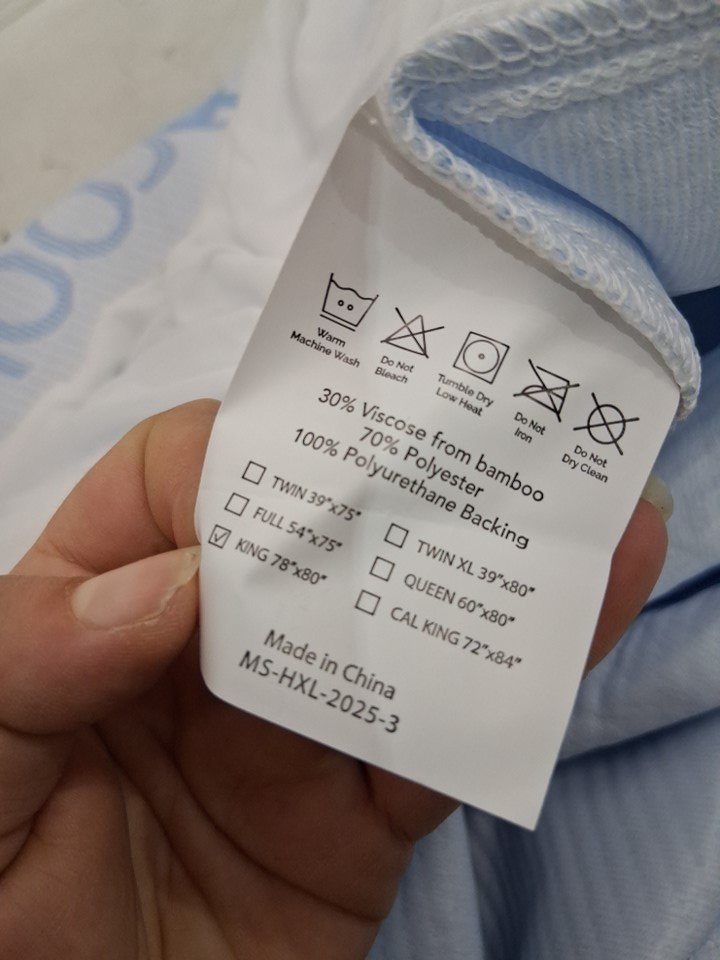 COOL
Warm
Machine Wash
Do Not
Bleach
Tumble Dry
Low Heat
Do Not
Iron
Do Not
Dry Clean
30% Viscose from bamboo
70% Polyester
100% Polyurethane Backing
TWIN 39"x75"
FULL 54"x75"
KING 78"x80"
TWIN XL 39"x80"
QUEEN 60"x80"
CAL KING 72"x84"
Made in China
MS-HXL-2025-3